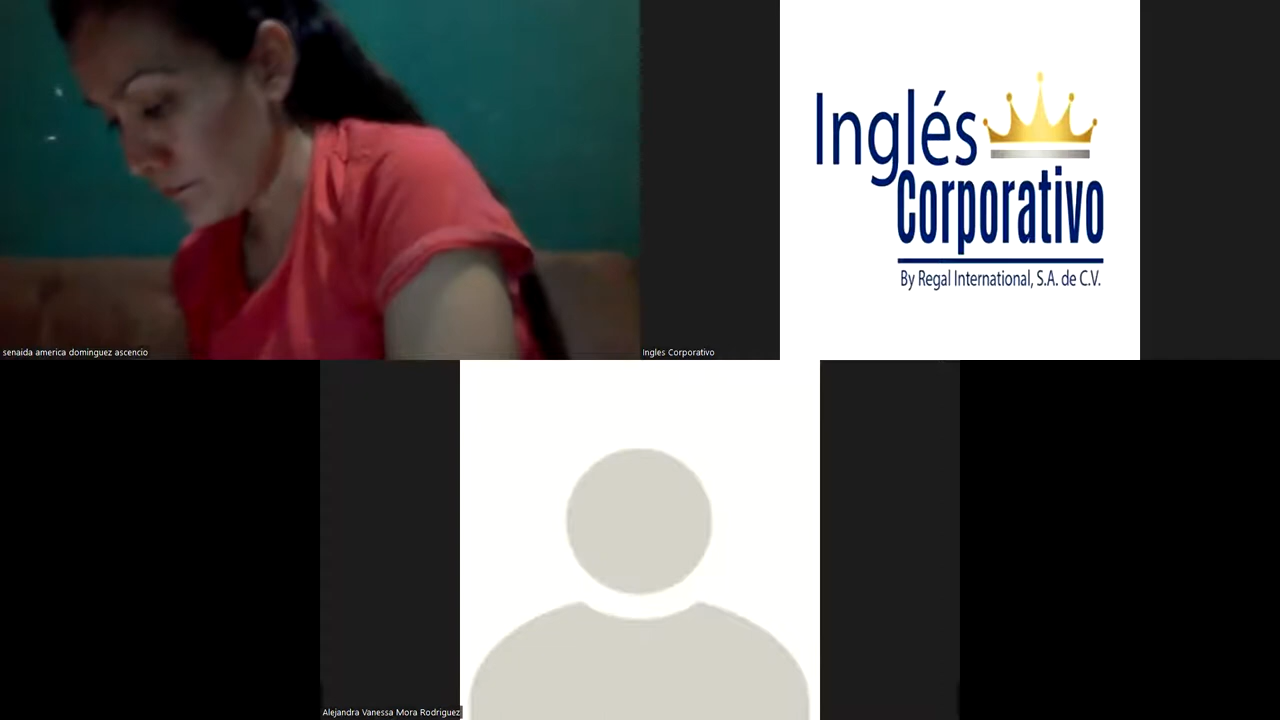 Inglés
Corporativo
By Regal International, S.A. de C.V.
senaida america dominguez ascencio
Ingles Corporativo
Alejandra Vanessa Mora Rodriguez